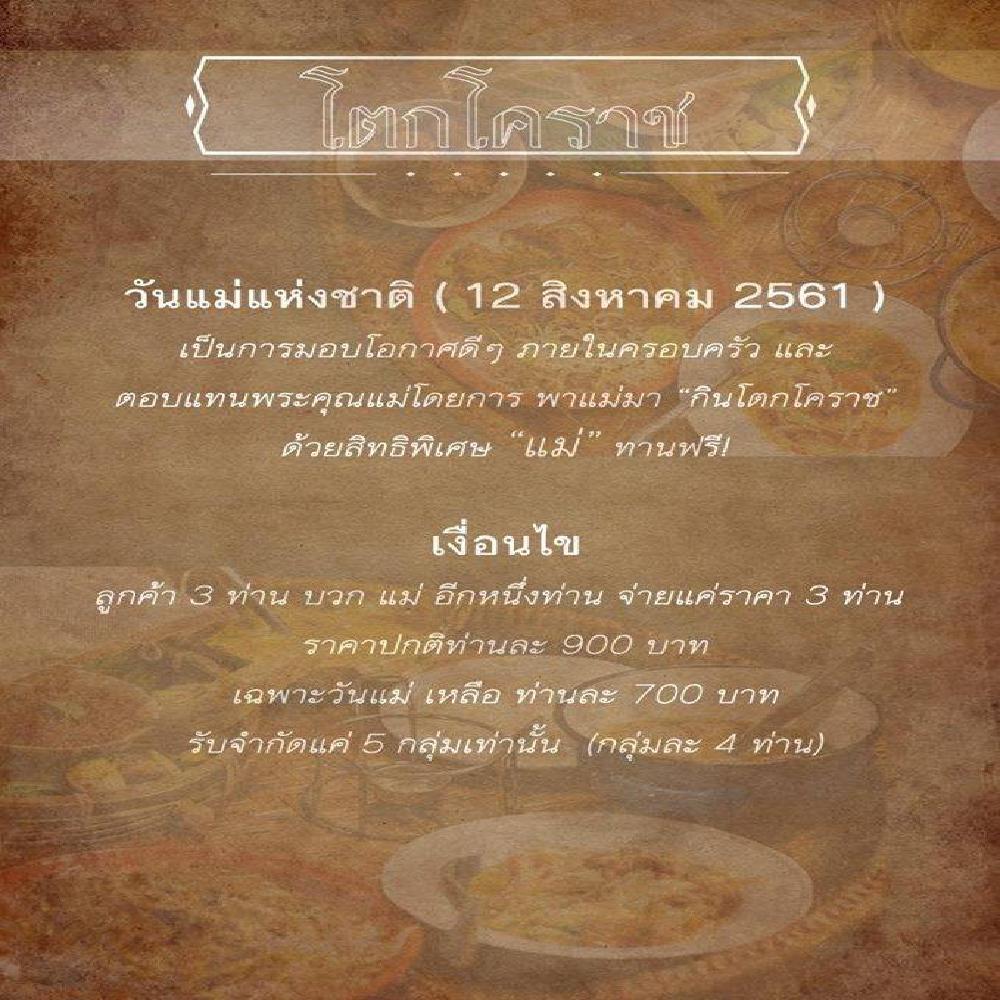 โตกโคราช
วันแม่แห่งชาติ ( 12 สิงหาคม 2561 )
เป็นการมอบโอกาศดีๆ ภายในครอบครัว และ
ตอบแทนพระคุณแม่โดยการ พาแม่มา “กินโตกโคราช”
ด้วยสิทธิพิเศษ “แม่” ทานฟรี!
เงื่อนไข
ลูกค้า 3 ท่าน บวก แม่ อีกหนึ่งท่าน จ่ายแค่ราคา 3 ท่าน
ราคาปกติท่านละ 900 บาท
เฉพาะวันแม่ เหลือ ท่านละ 700 บาท
รับจำกัดแค่ 5 กลุ่มเท่านั้น (กลุ่มละ 4 ท่าน)